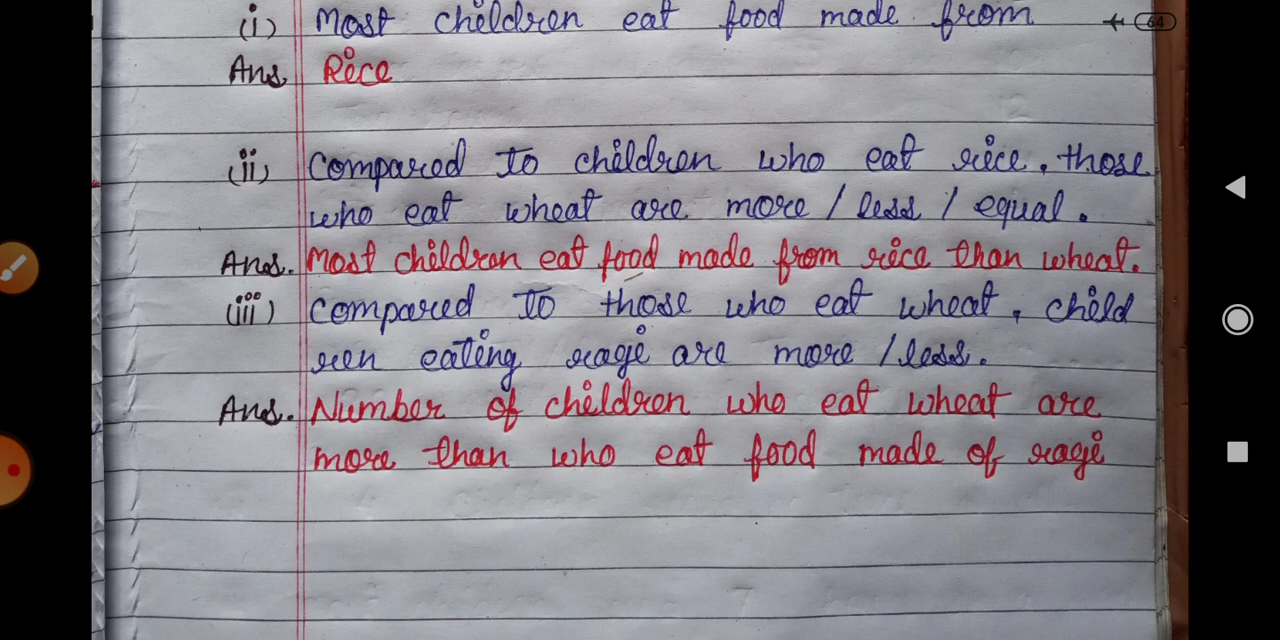 (i) Most children eat food made from
64
Ans. Rice
(ii) Compared to children who eat rice, those
who eat wheat are more / less / equal.
Ans. Most children eat food made from rice than wheat.
(iii) Compared to those who eat wheat, child
ren eating ragi are more / less.
Ans. Number of children who eat wheat are
more than who eat food made of ragi